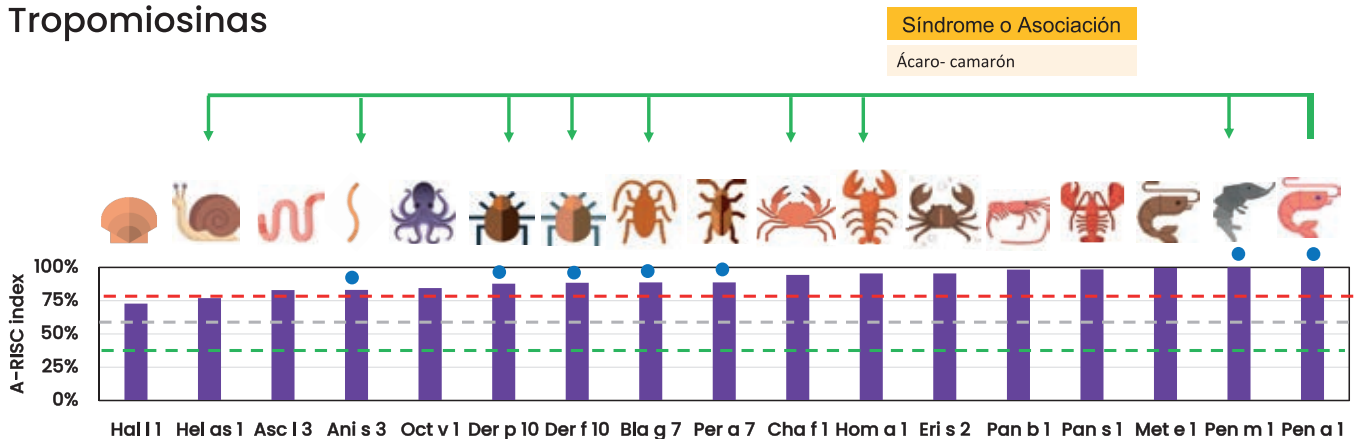 Tropomiosinas
Síndrome o Asociación
Ácaro- camarón
A-RISC index
100%
75%
50%
25%
0%
Hal l 1 Hel as 1 Asc l 3 Ani s 3 Oct v 1 Der p 10 Der f 10 Bla g 7 Per a 7 Cha f 1 Hom a 1 Eri s 2 Pan b 1 Pan s 1 Met e 1 Pen m 1 Pen a 1